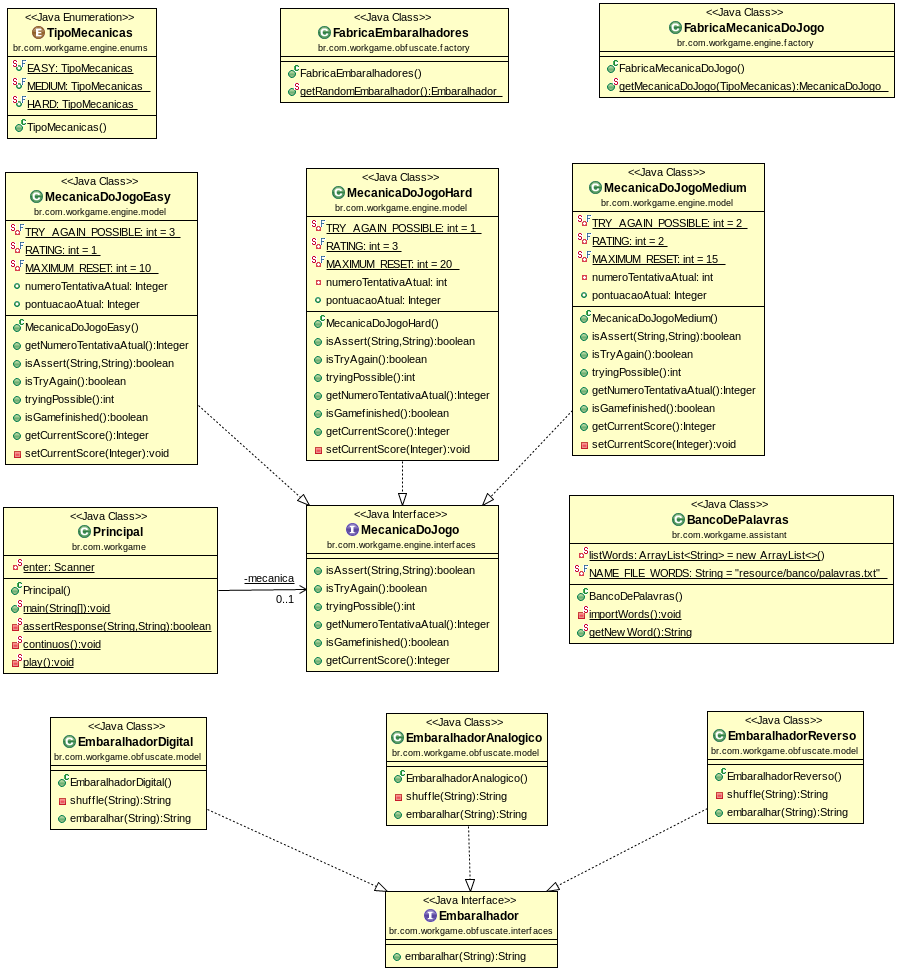 <<Java Enumeration>>
TipoMecanicas
br.com.workgame.engine.enums
EASY: TipoMecanicas
MEDIUM: TipoMecanicas
HARD: TipoMecanicas
TipoMecanicas()
<<Java Class>>
FabricaEmbaralhadores
br.com.workgame.obfuscate.factory
FabricaEmbaralhadores()
getRandomEmbaralhador():Embaralhador
<<Java Class>>
FabricaMecanicaDoJogo
br.com.workgame.engine.factory
FabricaMecanicaDoJogo()
getMecanicaDoJogo(TipoMecanicas):MecanicaDoJogo
<<Java Class>>
MecanicaDoJogoEasy
br.com.workgame.engine.model
TRY_AGAIN_POSSIBLE: int = 3
RATING: int = 1
MAXIMUM_RESET: int = 10
numeroTentativaAtual: Integer
pontuacaoAtual: Integer
MecanicaDoJogoEasy()
getNumeroTentativaAtual():Integer
isAssert(String,String):boolean
isTryAgain():boolean
tryingPossible():int
isGamefinished():boolean
getCurrentScore():Integer
setCurrentScore(Integer):void
<<Java Class>>
MecanicaDoJogoHard
br.com.workgame.engine.model
TRY_AGAIN_POSSIBLE: int = 1
RATING: int = 3
MAXIMUM_RESET: int = 20
numeroTentativaAtual: int
pontuacaoAtual: Integer
MecanicaDoJogoHard()
isAssert(String,String):boolean
isTryAgain():boolean
tryingPossible():int
getNumeroTentativaAtual():Integer
isGamefinished():boolean
getCurrentScore():Integer
setCurrentScore(Integer):void
<<Java Class>>
MecanicaDoJogoMedium
br.com.workgame.engine.model
TRY_AGAIN_POSSIBLE: int = 2
RATING: int = 2
MAXIMUM_RESET: int = 15
numeroTentativaAtual: int
pontuacaoAtual: Integer
MecanicaDoJogoMedium()
isAssert(String,String):boolean
isTryAgain():boolean
tryingPossible():int
getNumeroTentativaAtual():Integer
isGamefinished():boolean
getCurrentScore():Integer
setCurrentScore(Integer):void
<<Java Class>>
Principal
br.com.workgame
enter: Scanner
Principal()
main(String[]):void
assertResponse(String,String):boolean
continuos():void
play():void
-mecanica
0..1
<<Java Interface>>
MecanicaDoJogo
br.com.workgame.engine.interfaces
isAssert(String,String):boolean
isTryAgain():boolean
tryingPossible():int
getNumeroTentativaAtual():Integer
isGamefinished():boolean
getCurrentScore():Integer
<<Java Class>>
BancoDePalavras
br.com.workgame.assistant
listWords: ArrayList<String> = new ArrayList<>()
NAME_FILE_WORDS: String = "resource/banco/palavras.txt"
BancoDePalavras()
importWords():void
getNewWord():String
<<Java Class>>
EmbaralhadorDigital
br.com.workgame.obfuscate.model
EmbaralhadorDigital()
shuffle(String):String
embaralhar(String):String
<<Java Class>>
EmbaralhadorAnalogico
br.com.workgame.obfuscate.model
EmbaralhadorAnalogico()
shuffle(String):String
embaralhar(String):String
<<Java Class>>
EmbaralhadorReverso
br.com.workgame.obfuscate.model
EmbaralhadorReverso()
shuffle(String):String
embaralhar(String):String
<<Java Interface>>
Embaralhador
br.com.workgame.obfuscate.interfaces
embaralhar(String):String